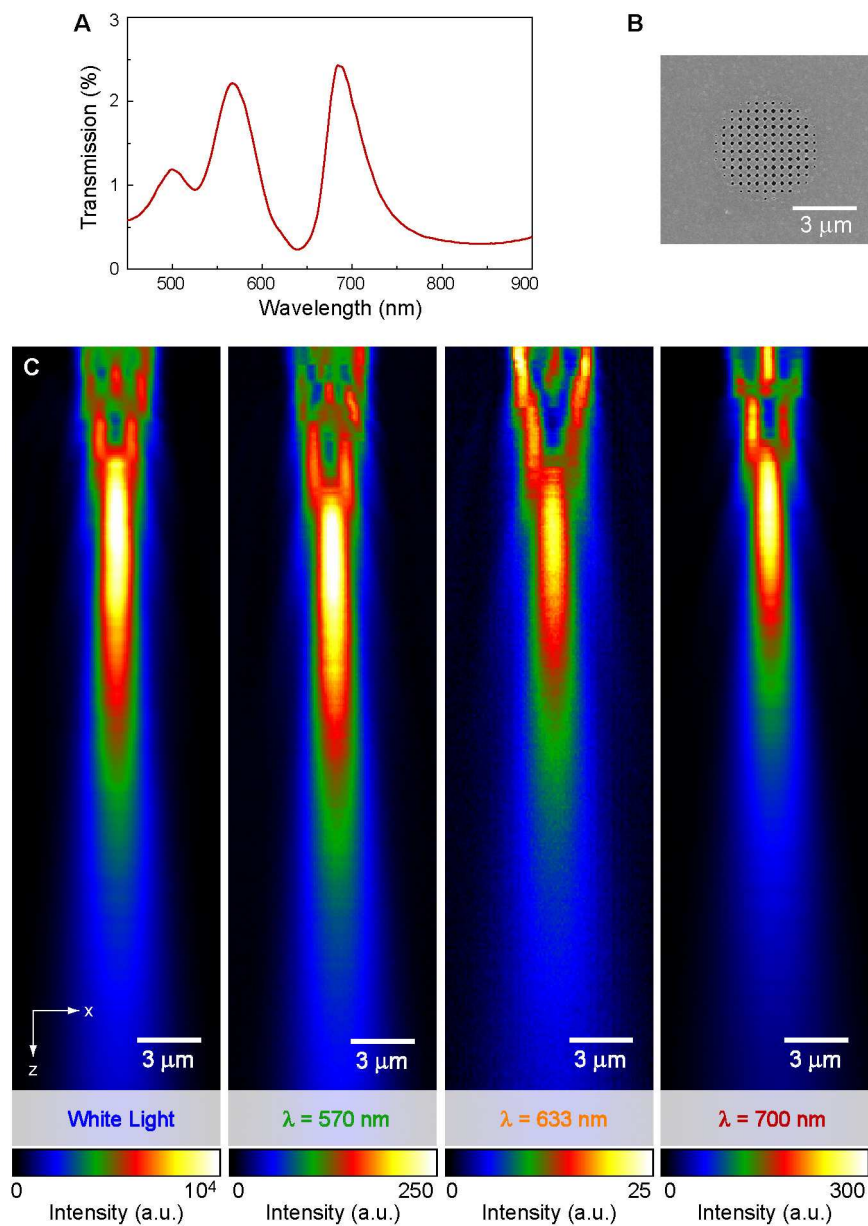 A
B
3
2
1
0
Transmission (%)
500
600
700
800
900
Wavelength (nm)
3 μm
C
x
z
3 μm
3 μm
3 μm
3 μm
White Light
λ = 570 nm
λ = 633 nm
λ = 700 nm
0 10⁴
Intensity (a.u.)
0 250
Intensity (a.u.)
0 25
Intensity (a.u.)
0 300
Intensity (a.u.)